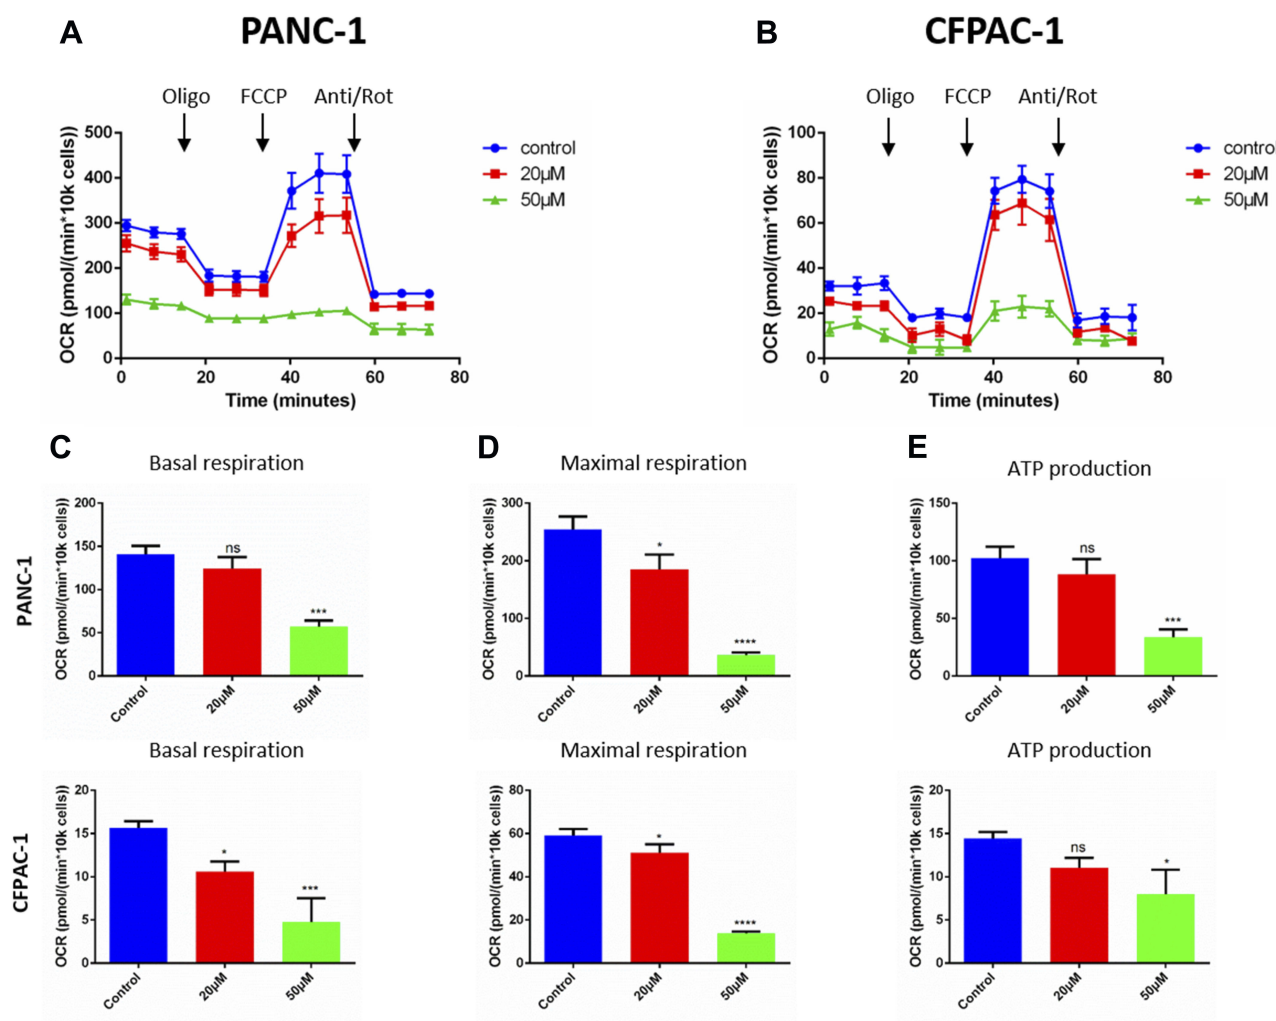 A PANC-1
B CFPAC-1
Oligo FCCP Anti/Rot
OCR (pmol/(min*10k cells))
500
400
300
200
100
0
0 20 40 60 80
Time (minutes)
control
20µM
50µM
Oligo FCCP Anti/Rot
OCR (pmol/(min*10k cells))
100
80
60
40
20
0
0 20 40 60 80
Time (minutes)
control
20µM
50µM
C
Basal respiration
D
Maximal respiration
E
ATP production
PANC-1
OCR (pmol/(min*10k cells))
200
150
100
50
0
ns
***
Control 20µM 50µM
OCR (pmol/(min*10k cells))
300
200
100
0
*
****
Control 20µM 50µM
OCR (pmol/(min*10k cells))
150
100
50
0
ns
***
Control 20µM 50µM
CFPAC-1
Basal respiration
OCR (pmol/(min*10k cells))
20
15
10
5
0
*
***
Control 20µM 50µM
Maximal respiration
OCR (pmol/(min*10k cells))
80
60
40
20
0
*
****
Control 20µM 50µM
ATP production
OCR (pmol/(min*10k cells))
20
15
10
5
0
ns
*
Control 20µM 50µM